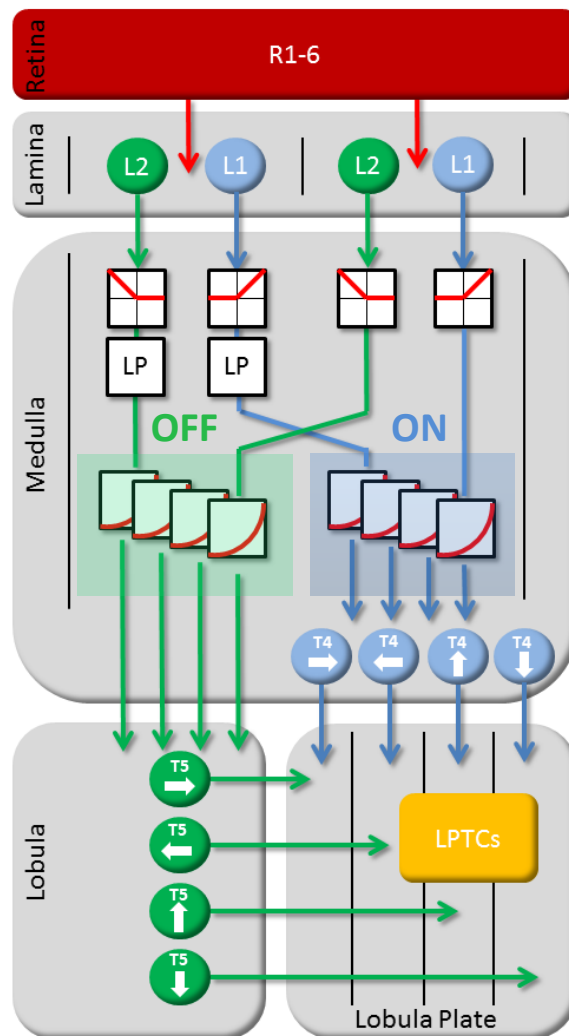 Retina
R1-6
Lamina
L2
L1
L2
L1
Medulla
LP
LP
OFF
ON
T4
T4
T4
T4
Lobula
T5
T5
T5
T5
LPTCs
Lobula Plate